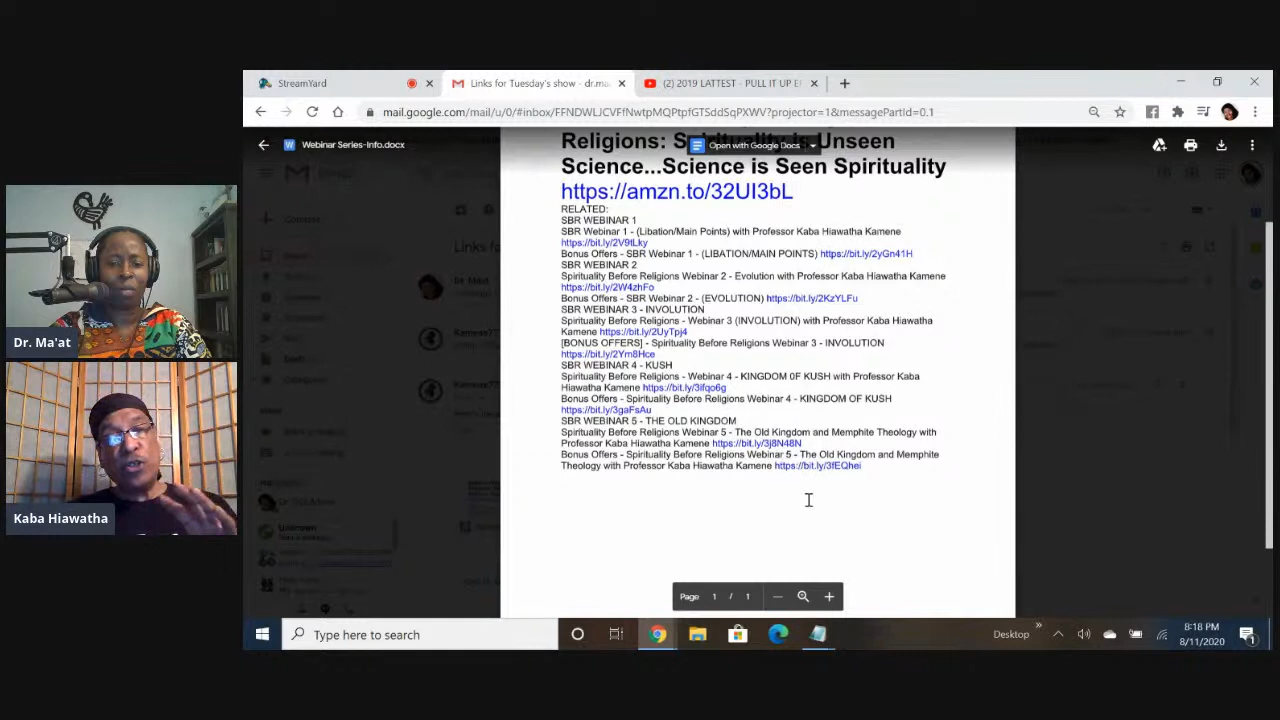 StreamYard
Links for Tuesday's show - dr.ma
(2) 2019 LATTEST - PULL IT UP E
mail.google.com/mail/u/0/#inbox/FFNDWLJCVFfNwtpMQPtpfGTSddSqPXWV?projector=1&messagePartId=0.1
Webinar Series-Info.docx
Open with Google Docs
Religions: Spirituality is Unseen
Science...Science is Seen Spirituality
https://amzn.to/32UI3bL
RELATED:
SBR WEBINAR 1
SBR Webinar 1 - (Libation/Main Points) with Professor Kaba Hiawatha Kamene
https://bit.ly/2V9tLky
Bonus Offers - SBR Webinar 1 - (LIBATION/MAIN POINTS) https://bit.ly/2yGn41H
SBR WEBINAR 2
Spirituality Before Religions Webinar 2 - Evolution with Professor Kaba Hiawatha Kamene
https://bit.ly/2W4zhFo
Bonus Offers - SBR Webinar 2 - (EVOLUTION) https://bit.ly/2KzYLFu
SBR WEBINAR 3 - INVOLUTION
Spirituality Before Religions - Webinar 3 (INVOLUTION) with Professor Kaba Hiawatha
Kamene https://bit.ly/2UyTpj4
[BONUS OFFERS] - Spirituality Before Religions Webinar 3 - INVOLUTION
https://bit.ly/2Ym8Hce
SBR WEBINAR 4 - KUSH
Spirituality Before Religions - Webinar 4 - KINGDOM 0F KUSH with Professor Kaba
Hiawatha Kamene https://bit.ly/3ifqo6g
Bonus Offers - Spirituality Before Religions Webinar 4 - KINGDOM OF KUSH
https://bit.ly/3gaFsAu
SBR WEBINAR 5 - THE OLD KINGDOM
Spirituality Before Religions Webinar 5 - The Old Kingdom and Memphite Theology with
Professor Kaba Hiawatha Kamene https://bit.ly/3j8N48N
Bonus Offers - Spirituality Before Religions Webinar 5 - The Old Kingdom and Memphite
Theology with Professor Kaba Hiawatha Kamene https://bit.ly/3fEQhei
Page 1 / 1
Dr. Ma'at
Kaba Hiawatha
Type here to search
Desktop
8:18 PM
8/11/2020